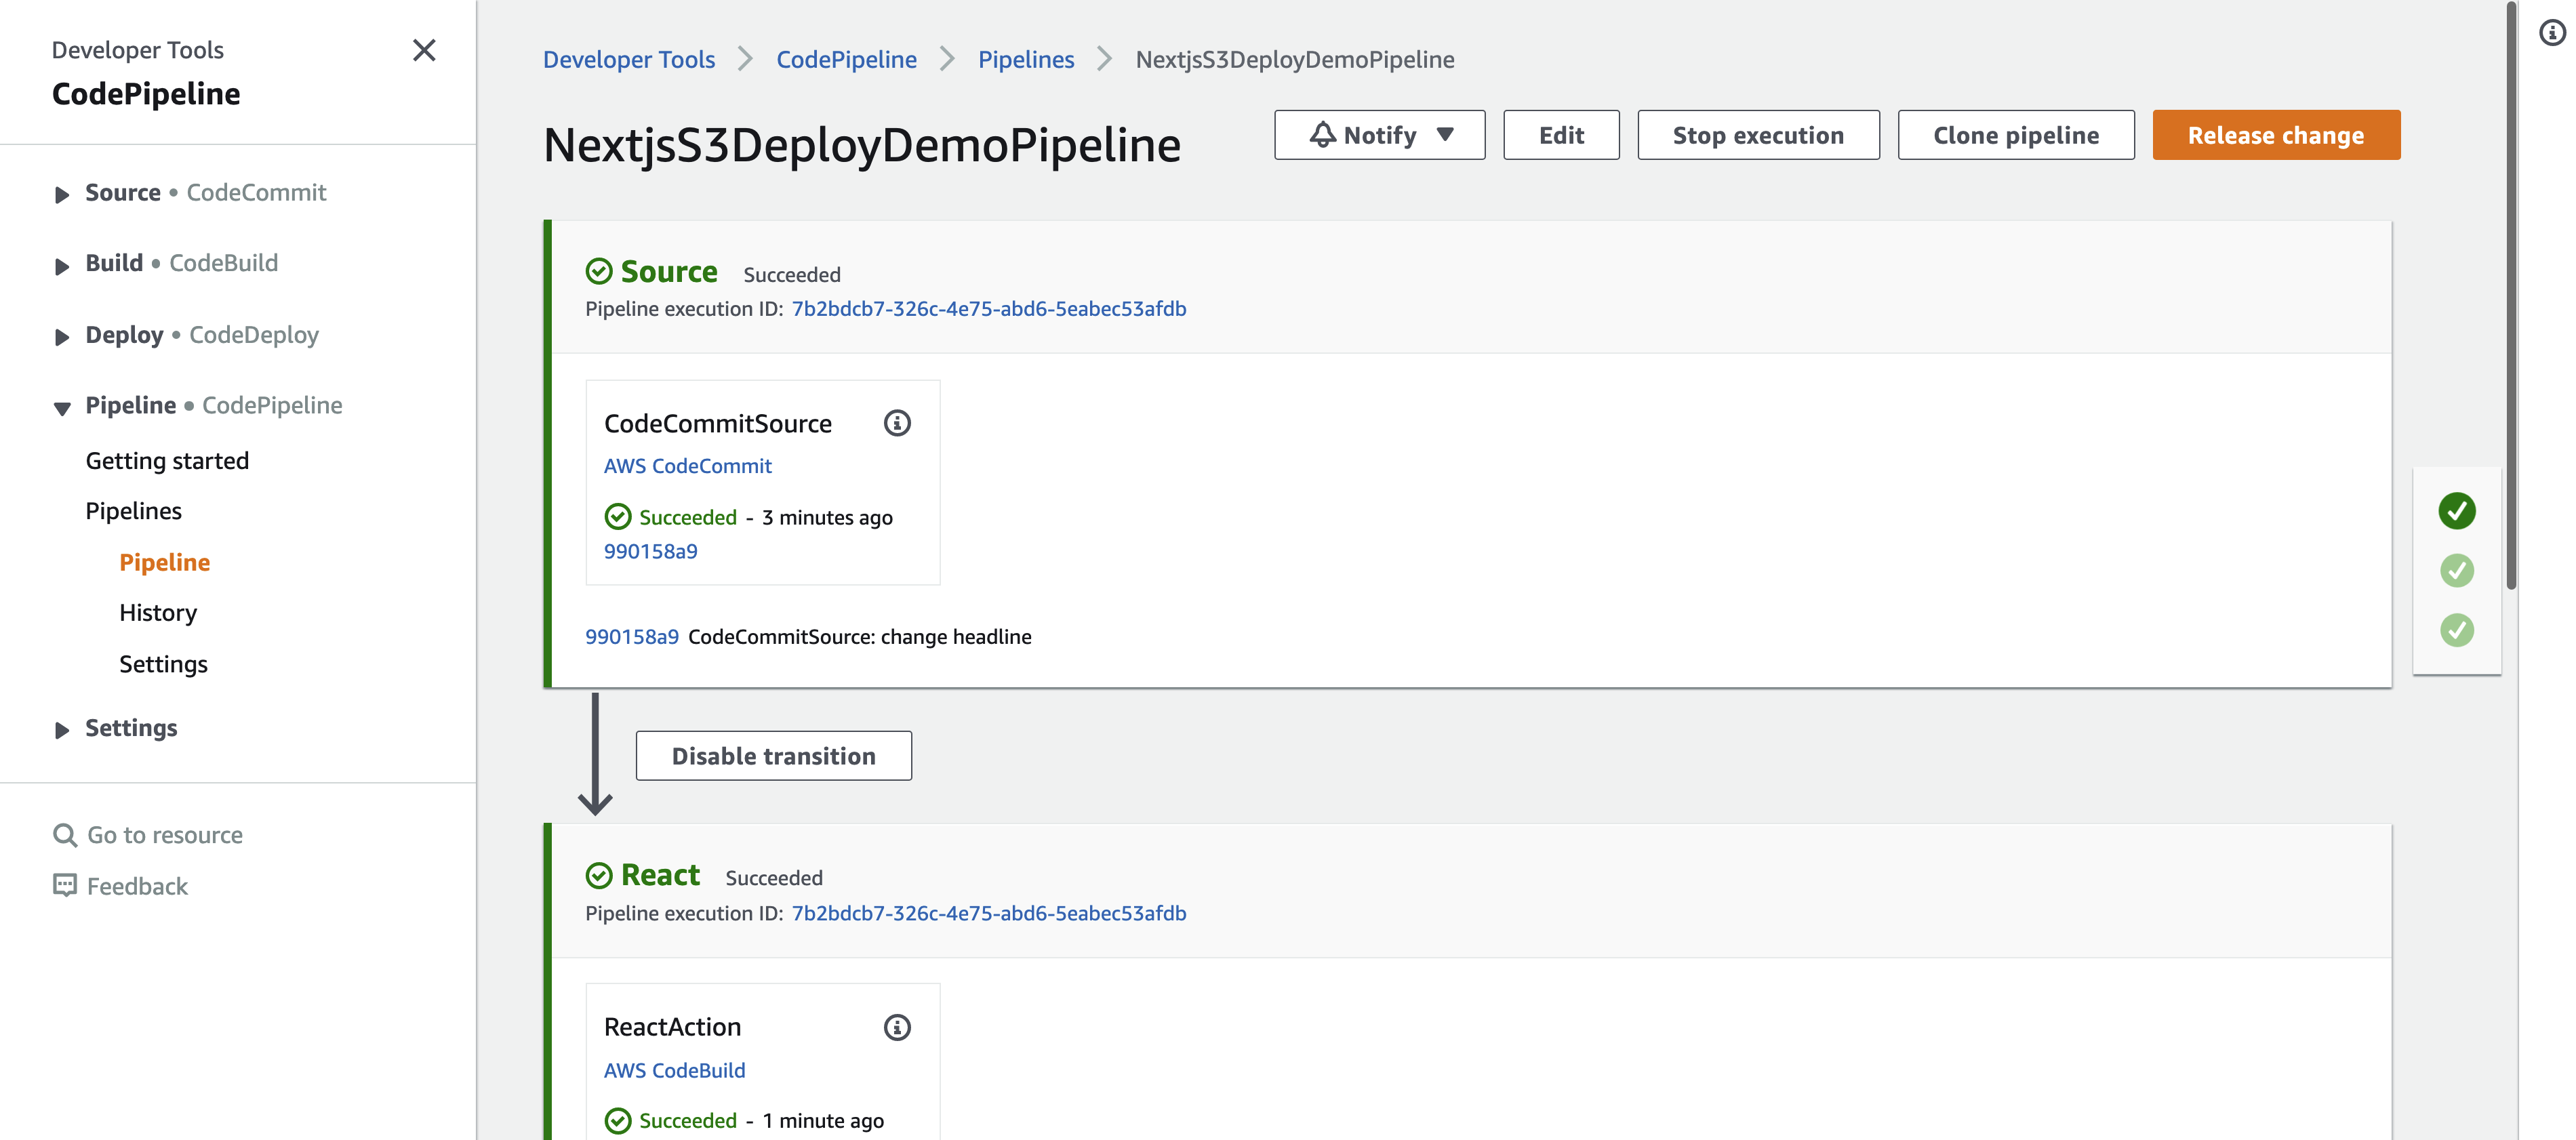 Developer Tools
CodePipeline
Source • CodeCommit
Build • CodeBuild
Deploy • CodeDeploy
Pipeline • CodePipeline
Getting started
Pipelines
Pipeline
History
Settings
Settings
Go to resource
Feedback
Developer Tools > CodePipeline > Pipelines > NextjsS3DeployDemoPipeline
NextjsS3DeployDemoPipeline
Notify Edit Stop execution Clone pipeline Release change
Source Succeeded
Pipeline execution ID: 7b2bdcb7-326c-4e75-abd6-5eabec53afdb
CodeCommitSource
AWS CodeCommit
Succeeded - 3 minutes ago
990158a9
990158a9 CodeCommitSource: change headline
Disable transition
React Succeeded
Pipeline execution ID: 7b2bdcb7-326c-4e75-abd6-5eabec53afdb
ReactAction
AWS CodeBuild
Succeeded - 1 minute ago